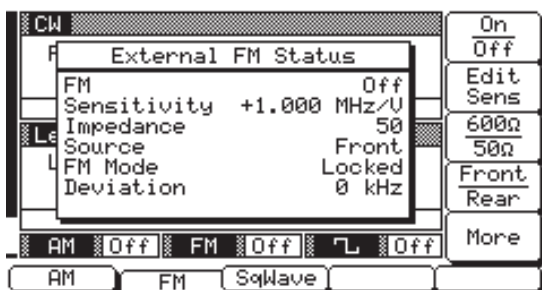 CW
F
External FM Status
FM Off
Sensitivity +1.000 MHz/V
Impedance 50
Source Front
FM Mode Locked
Deviation 0 kHz
Le
L
AM Off FM Off Off
AM FM SqWave
On
Off
Edit
Sens
600Ω
50Ω
Front
Rear
More